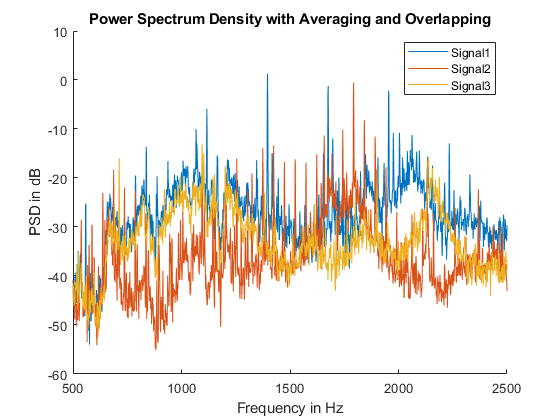 Power Spectrum Density with Averaging and Overlapping
10
0
-10
-20
-30
-40
-50
-60
PSD in dB
Signal1
Signal2
Signal3
500
1000
1500
2000
2500
Frequency in Hz